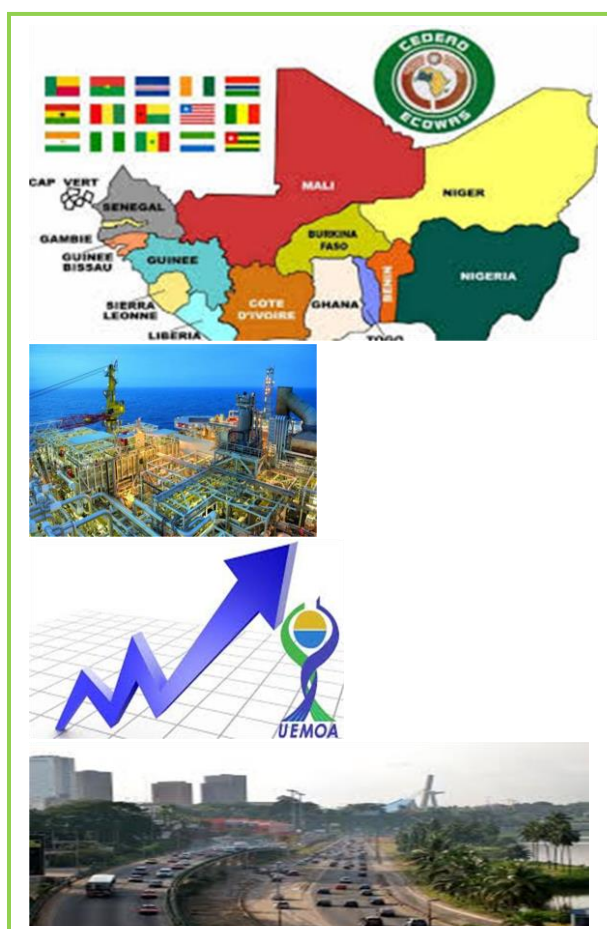 CEDEAO
ECOWAS
MALI
NIGER
CAP VERT
SENEGAL
GAMBIE
BURKINA
FASO
GUINEE
BISSAU
GUINEE
NIGERIA
BENIN
SIERRA
LEONNE
COTE
D'IVOIRE
GHANA
LIBERIA
TOGO
UEMOA